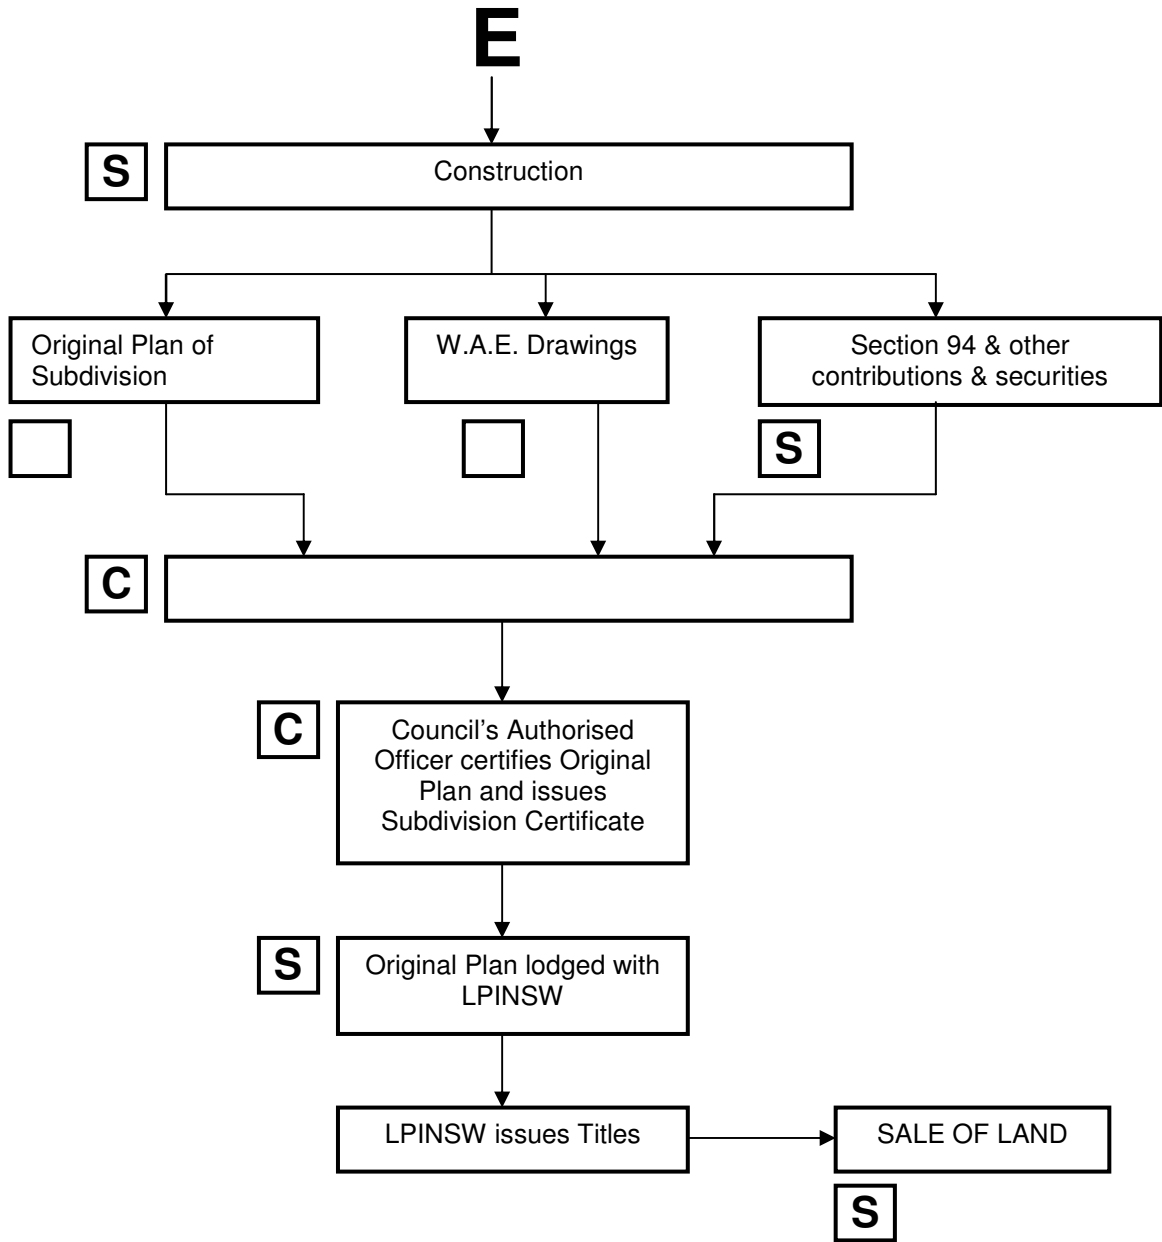 E
S
Construction
Original Plan of
Subdivision
W.A.E. Drawings
Section 94 & other
contributions & securities
S
C
C
Council's Authorised
Officer certifies Original
Plan and issues
Subdivision Certificate
S
Original Plan lodged with
LPINSW
LPINSW issues Titles
SALE OF LAND
S